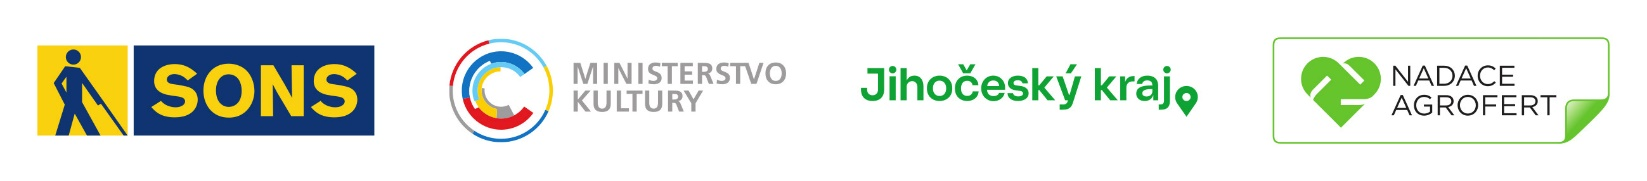 SONS
MINISTERSTVO
KULTURY
Jihočeský kraj
NADACE
AGROFERT